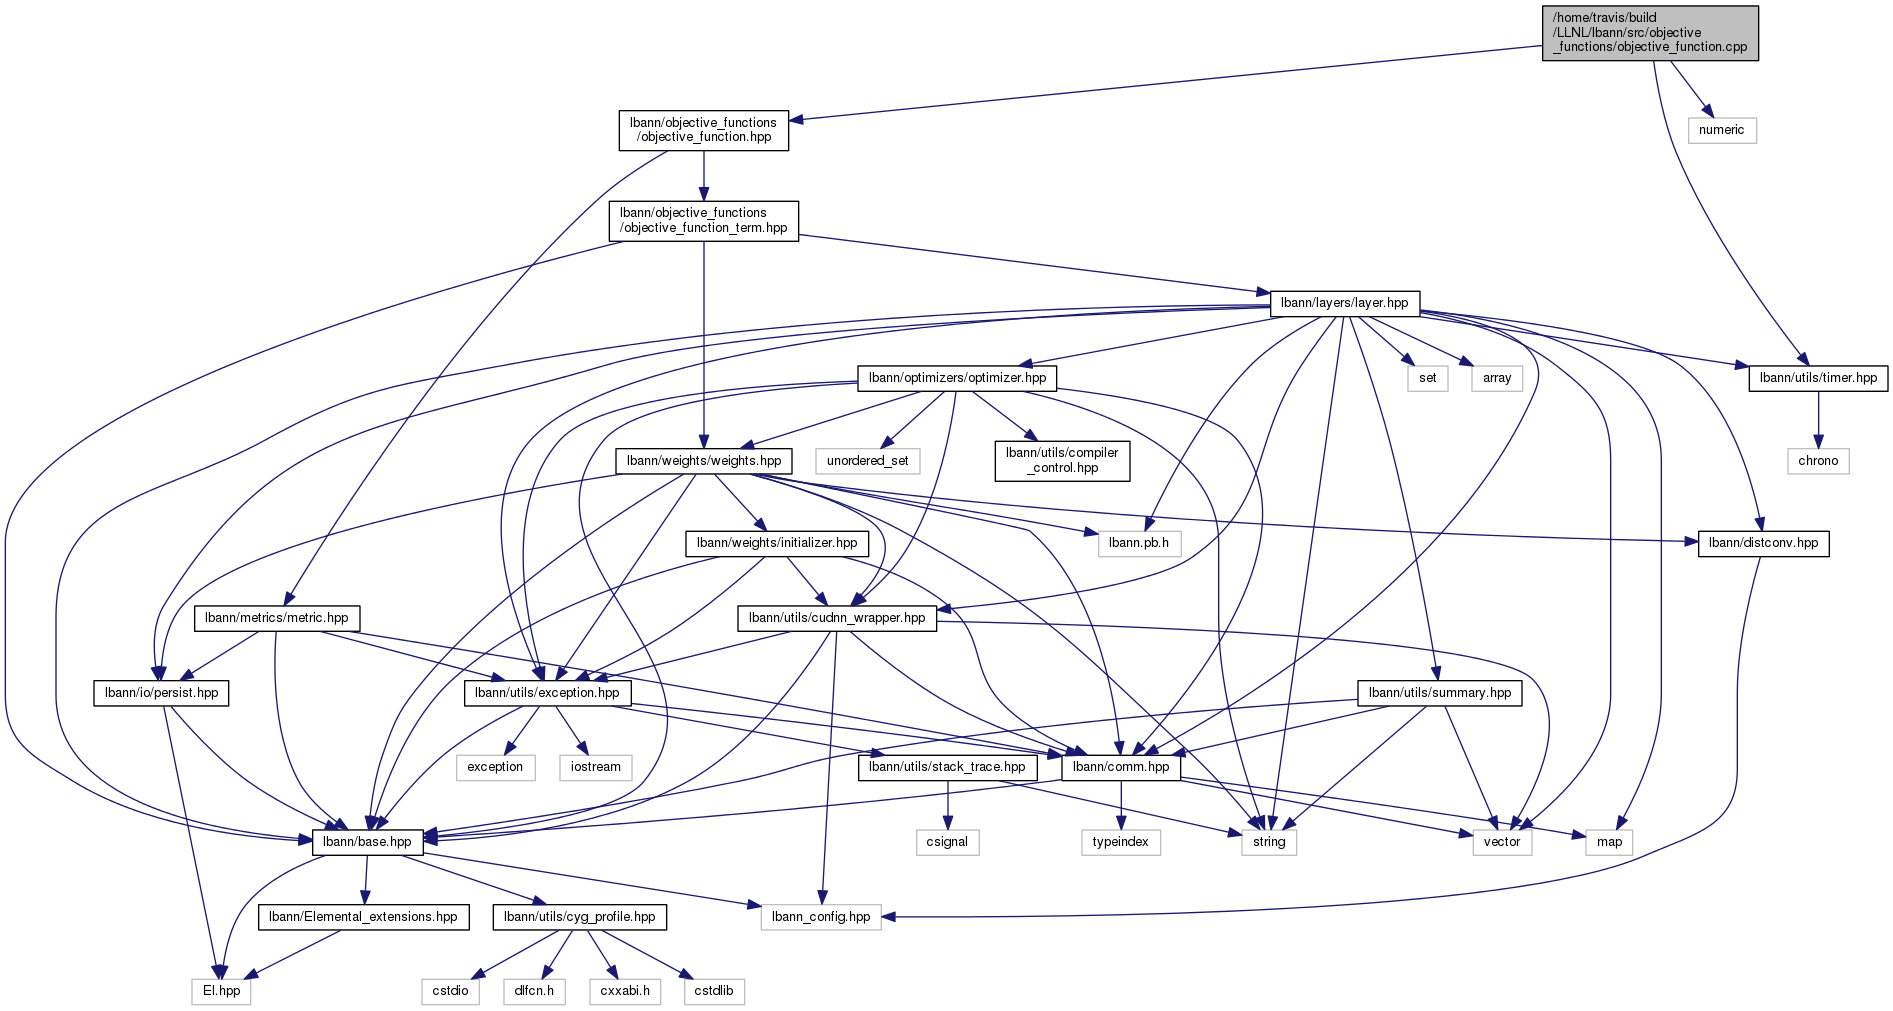 /home/travis/build
/LLNL/lbann/src/objective
_functions/objective_function.cpp
lbann/objective_functions
/objective_function.hpp
numeric
lbann/objective_functions
/objective_function_term.hpp
lbann/layers/layer.hpp
lbann/optimizers/optimizer.hpp
set
array
lbann/utils/timer.hpp
lbann/weights/weights.hpp
unordered_set
lbann/utils/compiler
_control.hpp
chrono
lbann/weights/initializer.hpp
lbann.pb.h
lbann/distconv.hpp
lbann/metrics/metric.hpp
lbann/utils/cudnn_wrapper.hpp
lbann/io/persist.hpp
lbann/utils/exception.hpp
lbann/utils/summary.hpp
exception
iostream
lbann/utils/stack_trace.hpp
lbann/comm.hpp
lbann/base.hpp
csignal
typeindex
string
vector
map
lbann/Elemental_extensions.hpp
lbann/utils/cyg_profile.hpp
lbann_config.hpp
El.hpp
cstdio
dlfcn.h
cxxabi.h
cstdlib